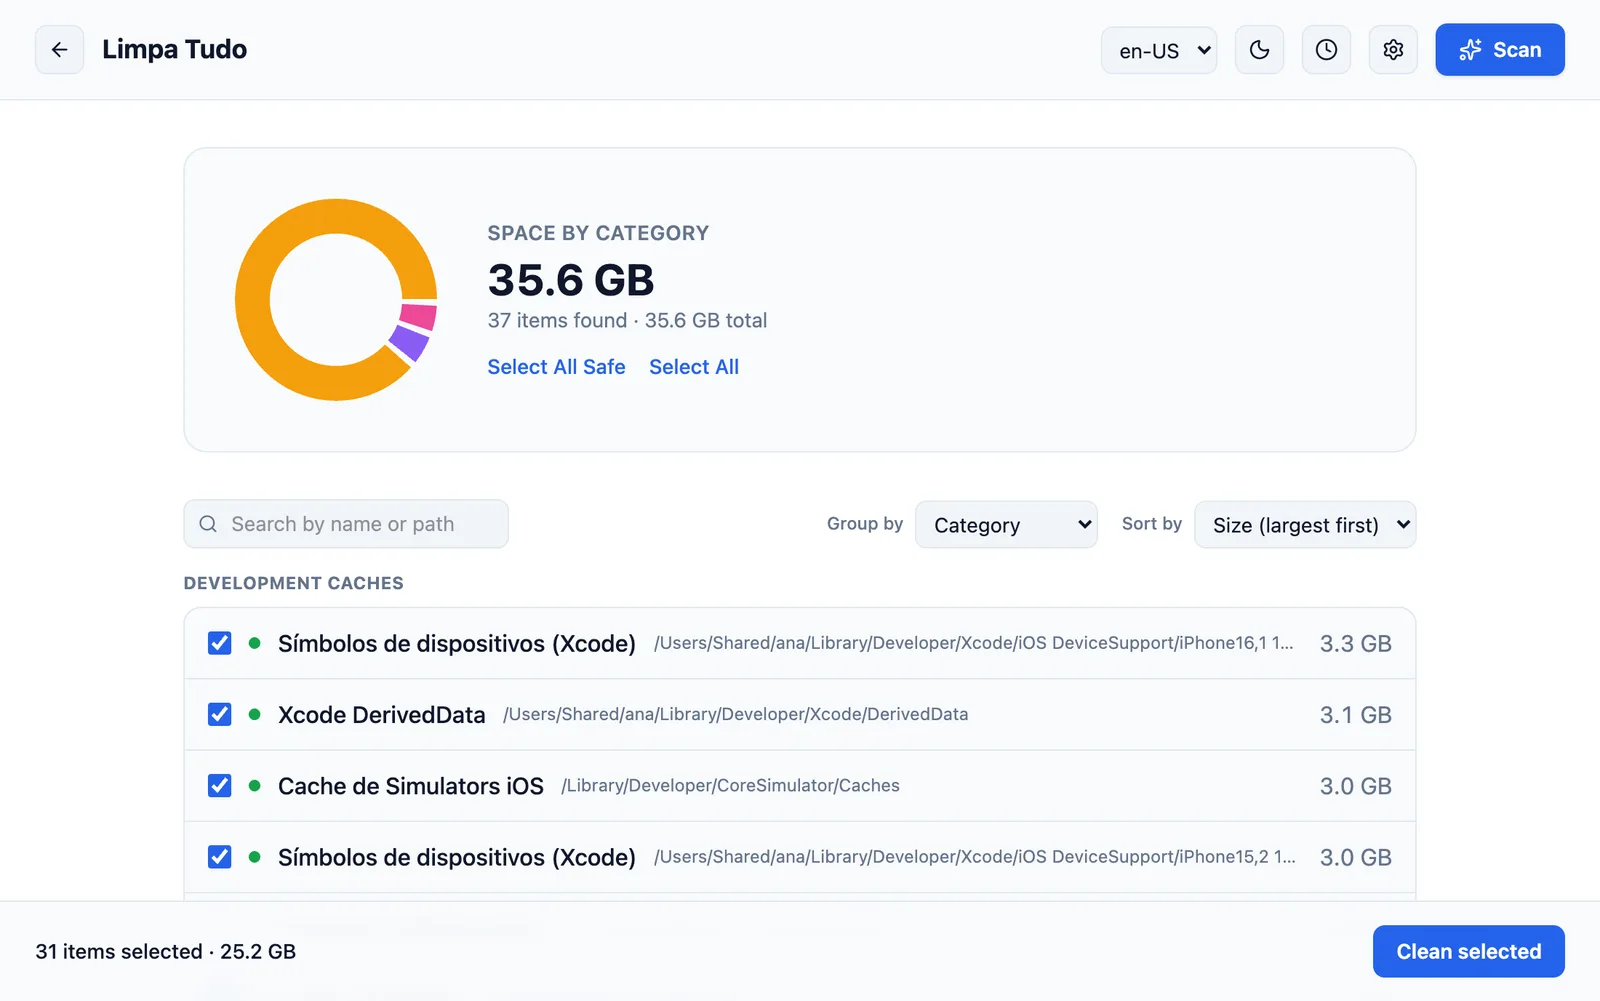 Limpa Tudo
en-US
Scan
SPACE BY CATEGORY
35.6 GB
37 items found · 35.6 GB total
Select All Safe Select All
Search by name or path
Group by Category Sort by Size (largest first)
DEVELOPMENT CACHES
Símbolos de dispositivos (Xcode) /Users/Shared/ana/Library/Developer/Xcode/iOS DeviceSupport/iPhone16,1 1... 3.3 GB
Xcode DerivedData /Users/Shared/ana/Library/Developer/Xcode/DerivedData 3.1 GB
Cache de Simulators iOS /Library/Developer/CoreSimulator/Caches 3.0 GB
Símbolos de dispositivos (Xcode) /Users/Shared/ana/Library/Developer/Xcode/iOS DeviceSupport/iPhone15,2 1... 3.0 GB
31 items selected · 25.2 GB
Clean selected